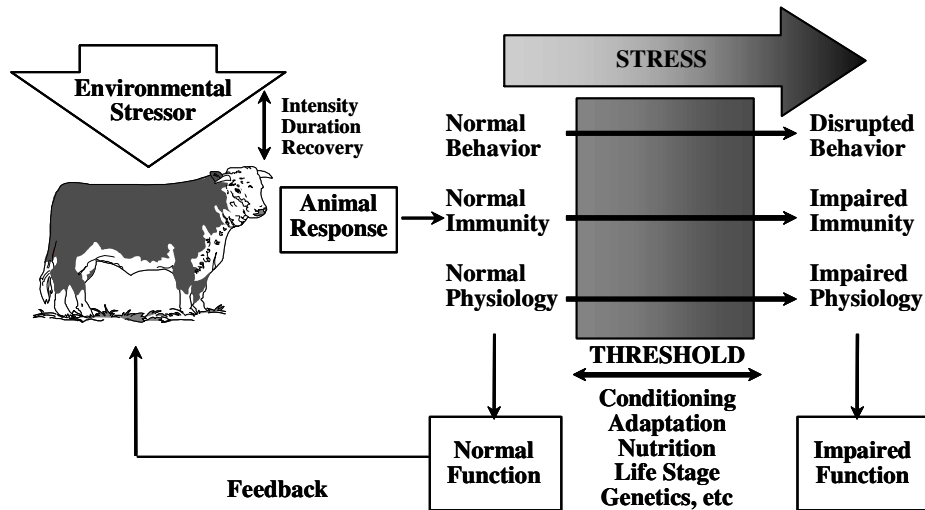 Environmental
Stressor
Intensity
Duration
Recovery
Animal
Response
STRESS
Normal
Behavior
Disrupted
Behavior
Normal
Immunity
Impaired
Immunity
Normal
Physiology
Impaired
Physiology
THRESHOLD
Conditioning
Adaptation
Nutrition
Life Stage
Genetics, etc
Normal
Function
Impaired
Function
Feedback